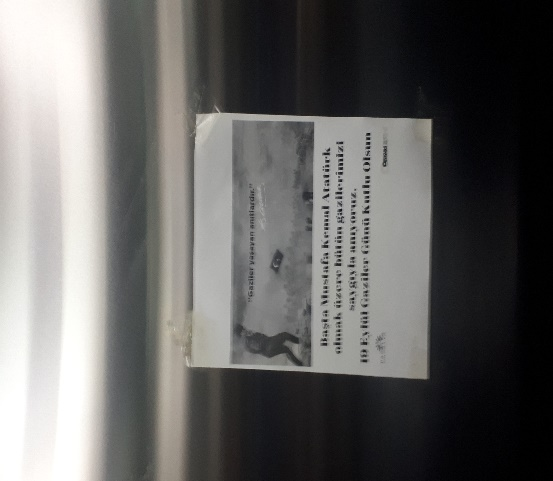 "Gaziler yaşayan anıtlardır."
Başta Mustafa Kemal Atatürk
olmak üzere bütün gazilerimizi
saygıyla anıyoruz.
19 Eylül Gaziler Günü Kutlu Olsun